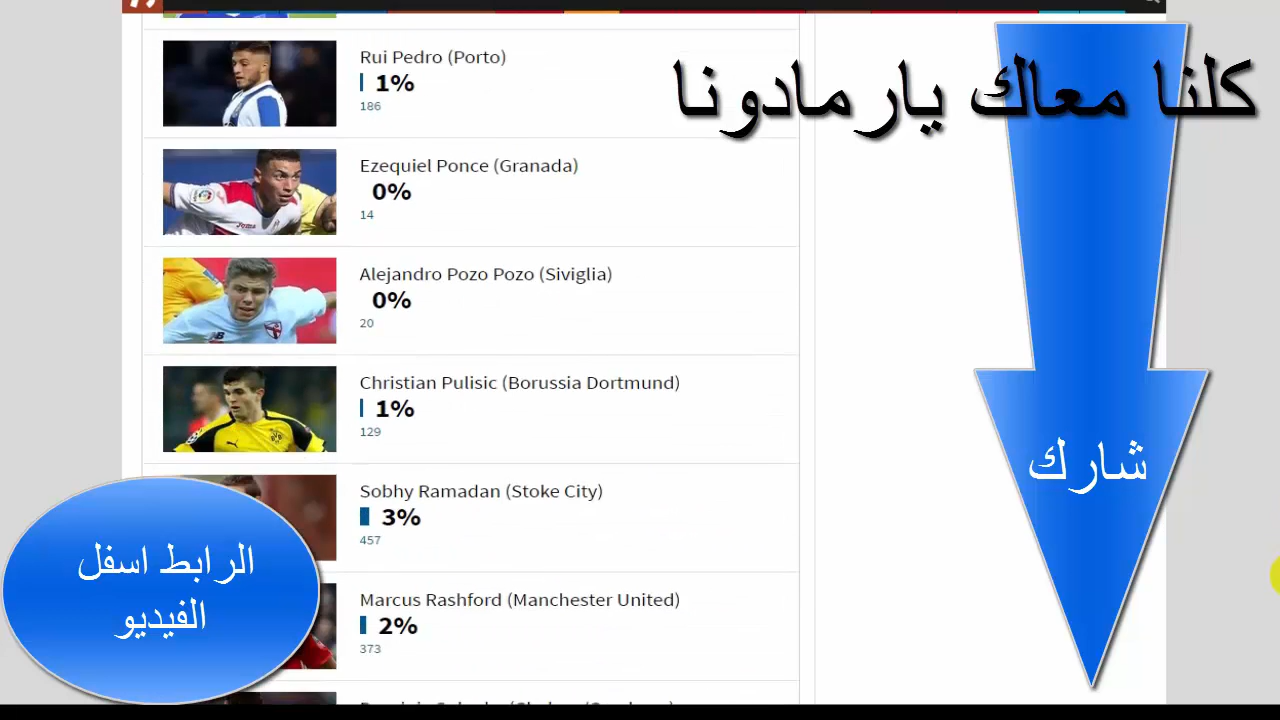 Rui Pedro (Porto)
1%
186
كلنا معاك يارمادونا
Ezequiel Ponce (Granada)
0%
14
Alejandro Pozo Pozo (Siviglia)
0%
20
Christian Pulisic (Borussia Dortmund)
1%
129
شارك
Sobhy Ramadan (Stoke City)
3%
457
الرابط اسفل
الفيديو
Marcus Rashford (Manchester United)
2%
373